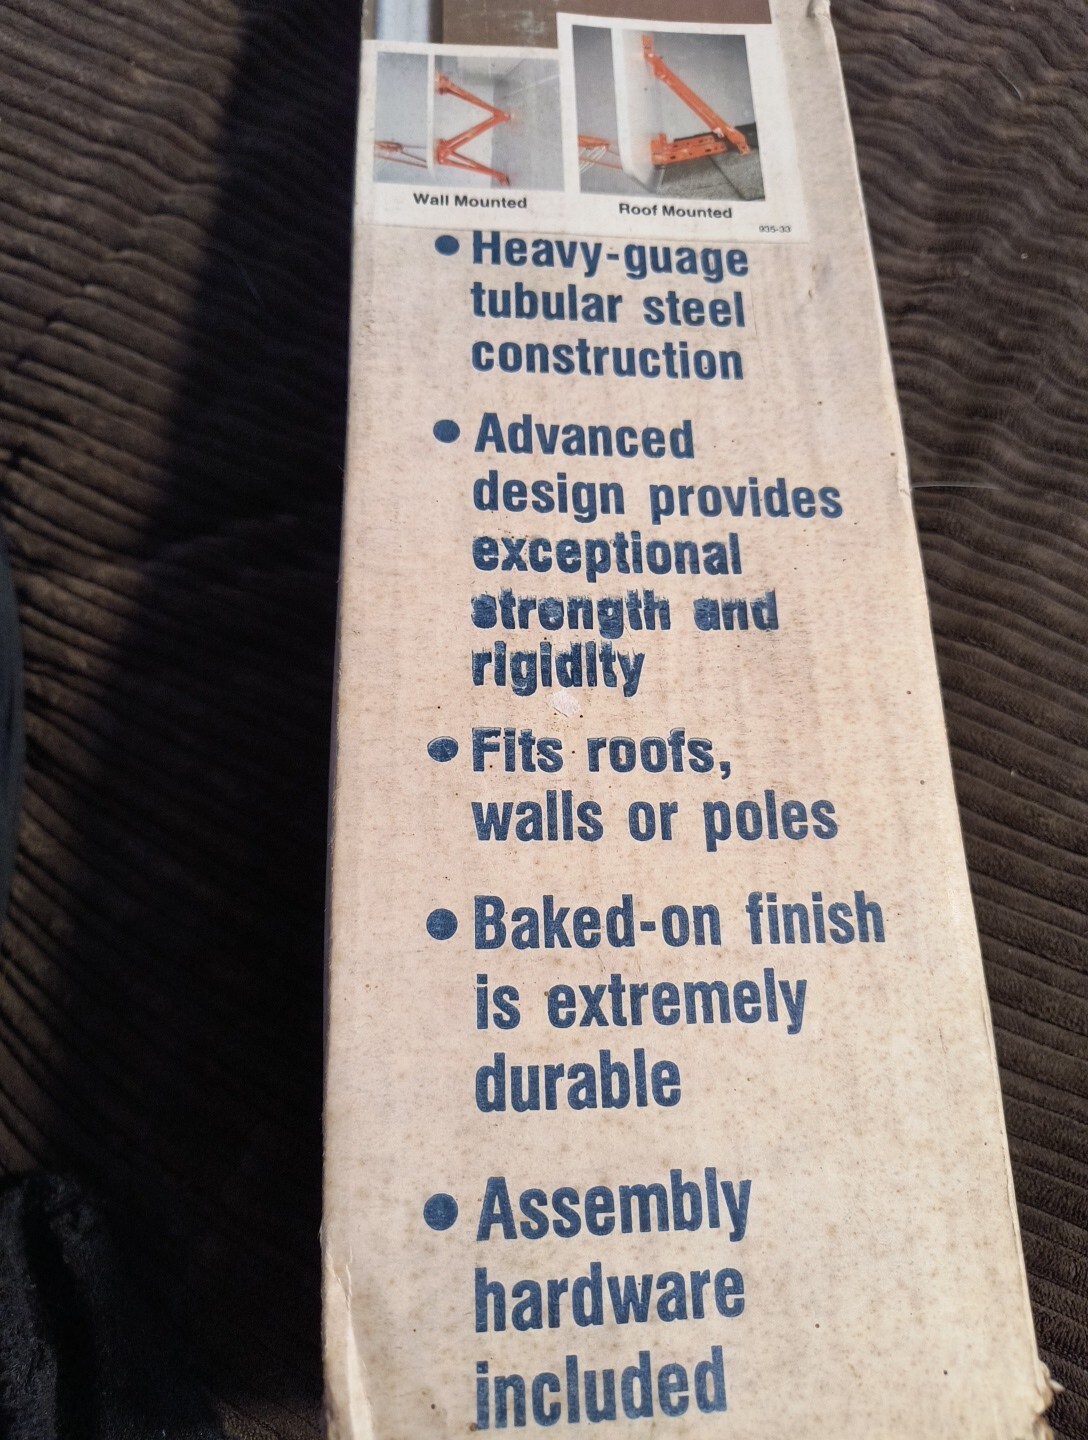 Wall Mounted
Roof Mounted
935-33
• Heavy-guage
tubular steel
construction
• Advanced
design provides
exceptional
strength and
rigidity
• Fits roofs,
walls or poles
• Baked-on finish
is extremely
durable
• Assembly
hardware
included